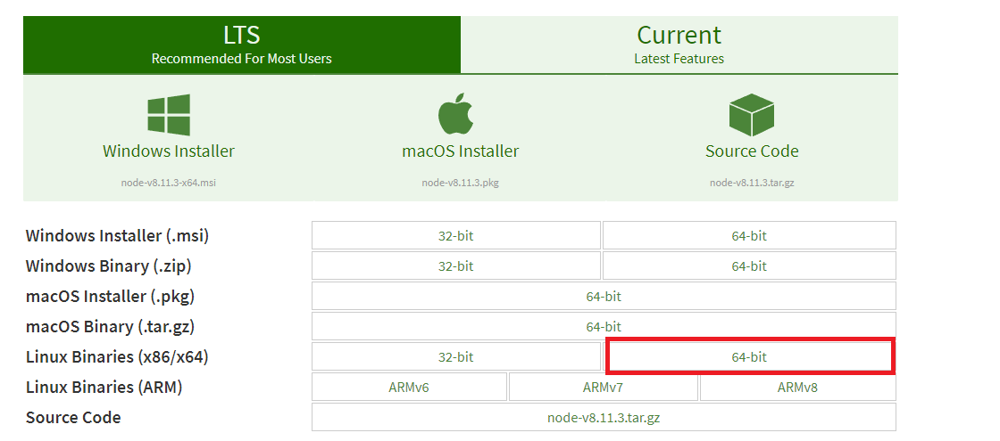 LTS
Recommended For Most Users
Current
Latest Features
Windows Installer
node-v8.11.3-x64.msi
macOS Installer
node-v8.11.3.pkg
Source Code
node-v8.11.3.tar.gz
Windows Installer (.msi) 32-bit 64-bit
Windows Binary (.zip) 32-bit 64-bit
macOS Installer (.pkg) 64-bit
macOS Binary (.tar.gz) 64-bit
Linux Binaries (x86/x64) 32-bit 64-bit
Linux Binaries (ARM) ARMv6 ARMv7 ARMv8
Source Code node-v8.11.3.tar.gz